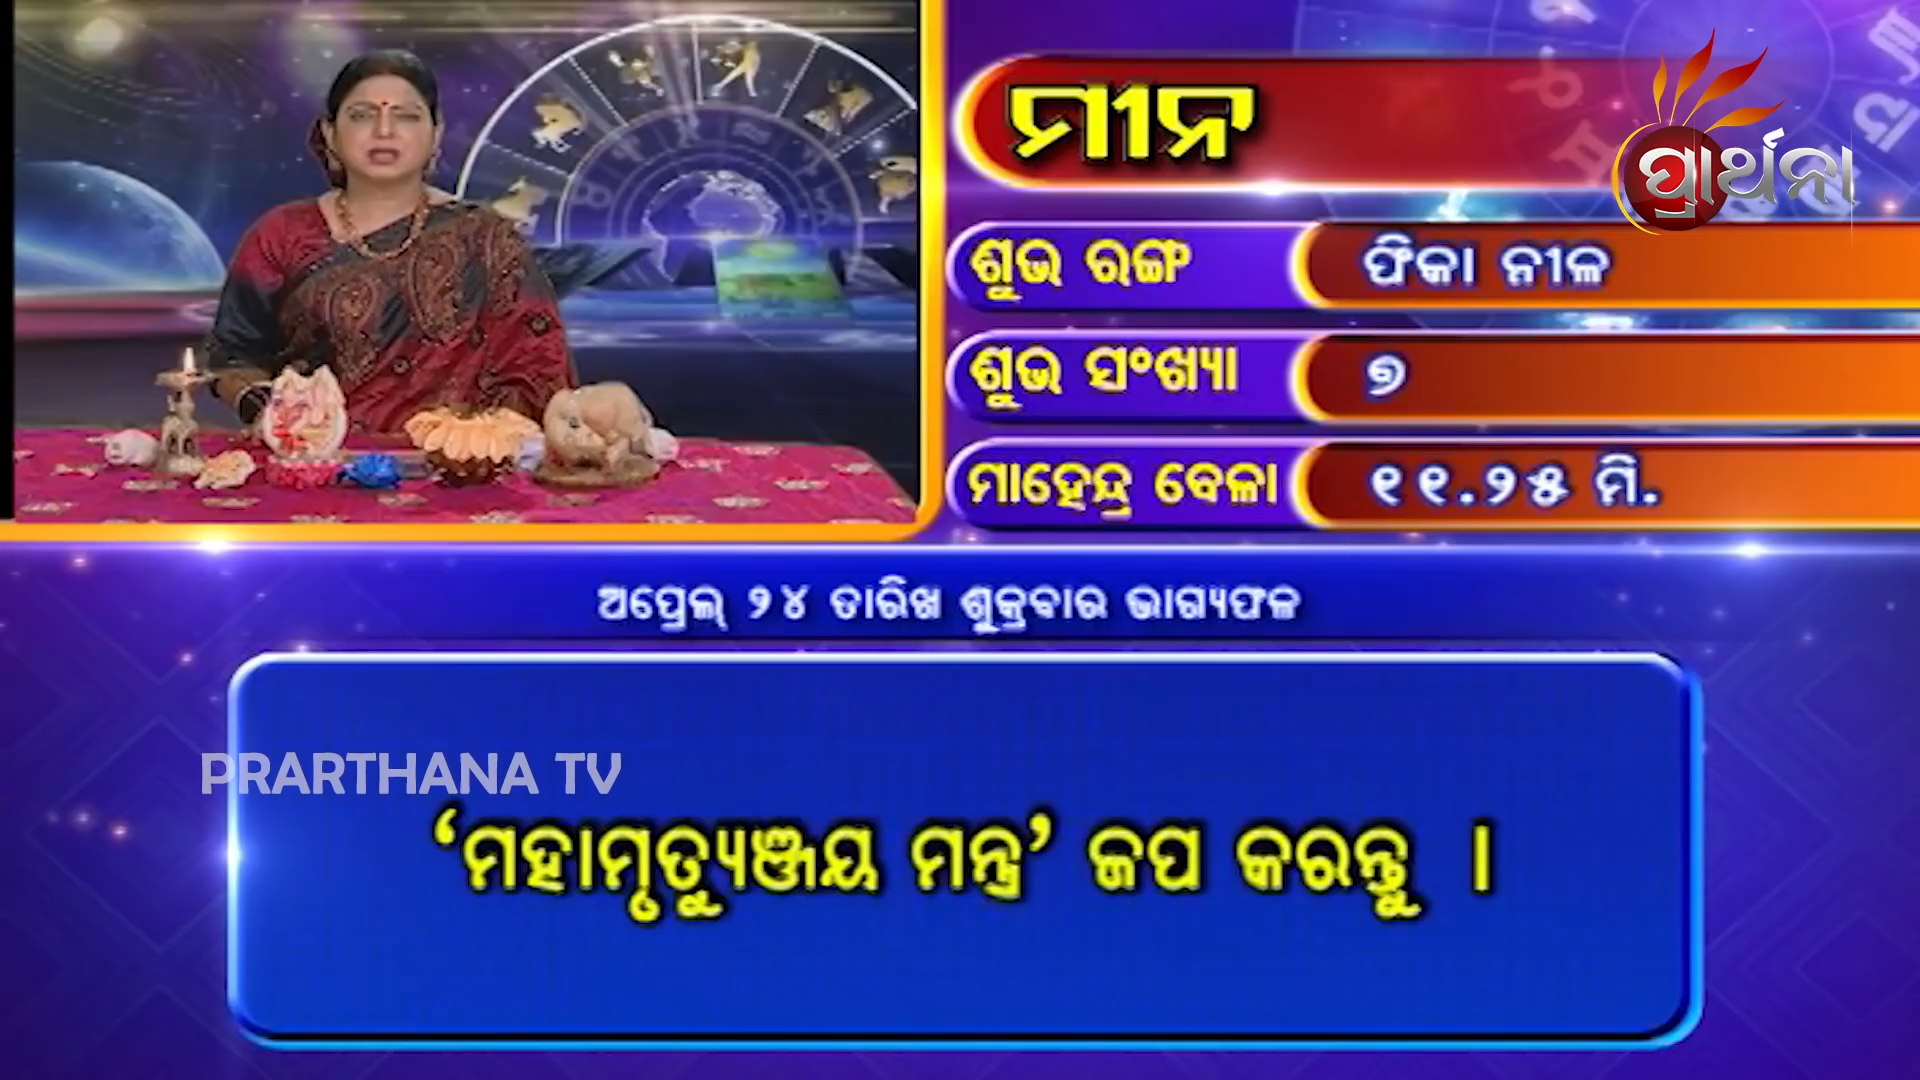 ମୀନ
ପ୍ରାର୍ଥନା
ଶୁଭ ରଙ୍ଗ ଫିକା ନୀଳ
ଶୁଭ ସଂଖ୍ୟା ୭
ମାହେନ୍ଦ୍ର ବେଳା ୧୧.୨୫ ମି.
ଅପ୍ରେଲ୍ ୨୪ ତାରିଖ ଶୁକ୍ରବାର ଭାଗ୍ୟଫଳ
PRARTHANA TV
‘ମହାମୃତ୍ୟୁଞ୍ଜୟ ମନ୍ତ୍ର’ ଜପ କରନ୍ତୁ ।